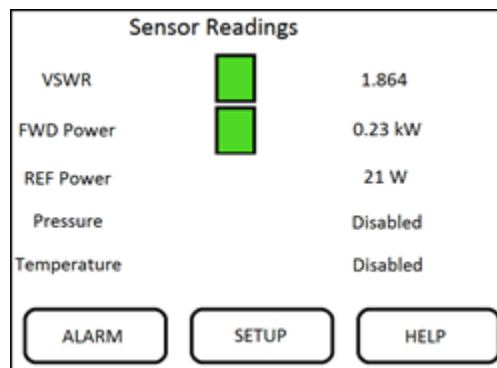 Sensor Readings
VSWR 1.864
FWD Power 0.23 kW
REF Power 21 W
Pressure Disabled
Temperature Disabled
ALARM SETUP HELP